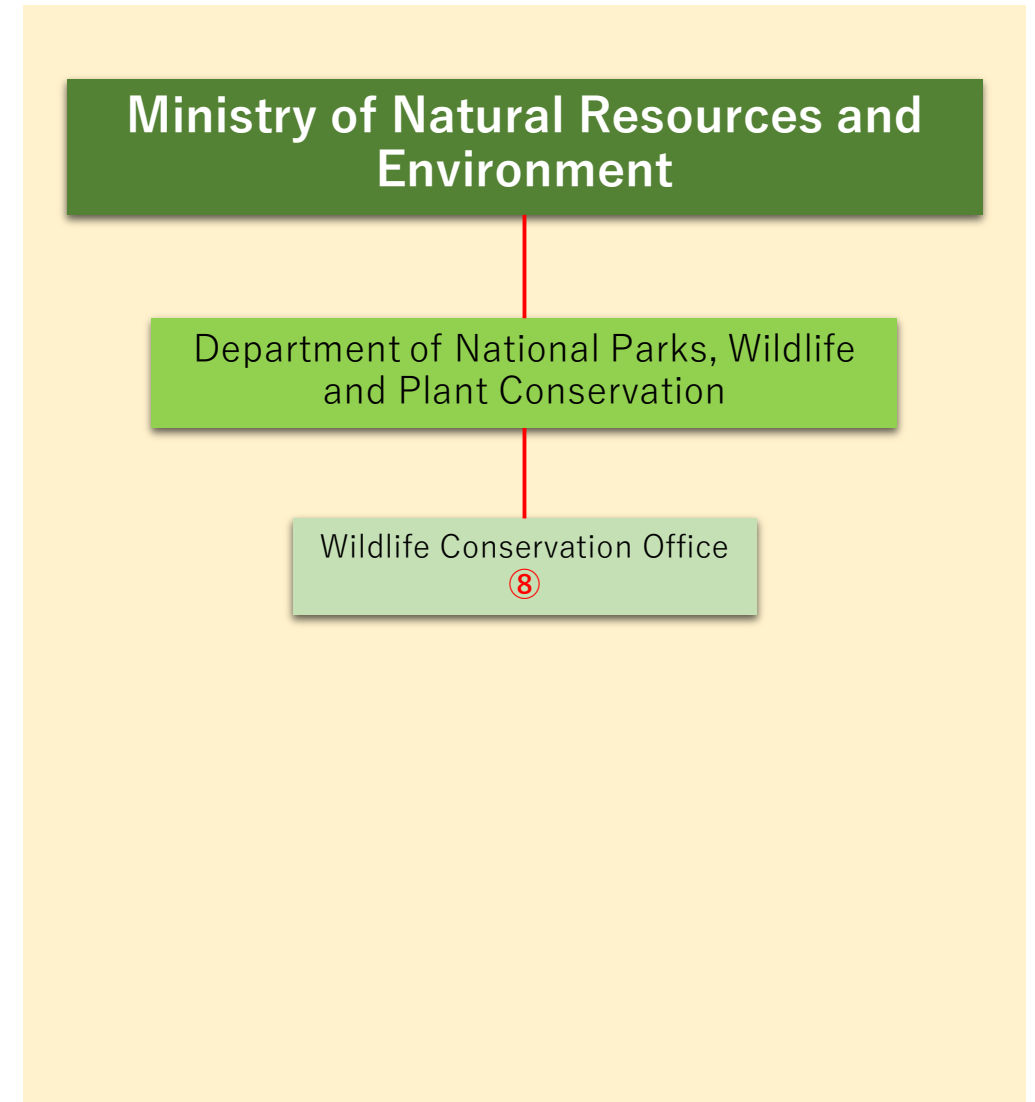 Ministry of Natural Resources and
Environment
Department of National Parks, Wildlife
and Plant Conservation
Wildlife Conservation Office
⑧